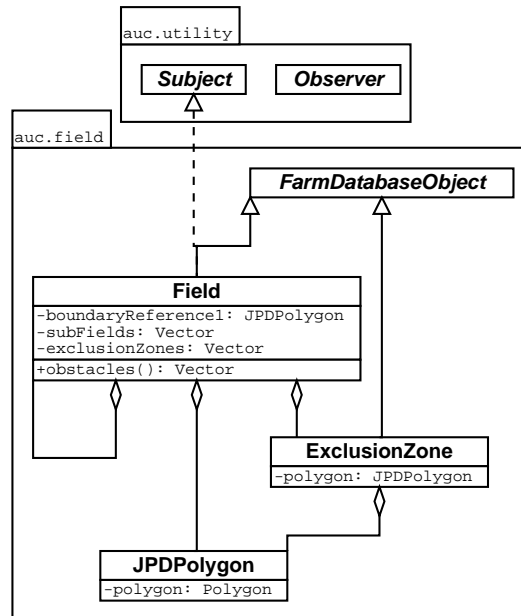 auc.utility
Subject
Observer
auc.field
FarmDatabaseObject
Field
-boundaryReference1: JPDPolygon
-subFields: Vector
-exclusionZones: Vector
+obstacles(): Vector
ExclusionZone
-polygon: JPDPolygon
JPDPolygon
-polygon: Polygon